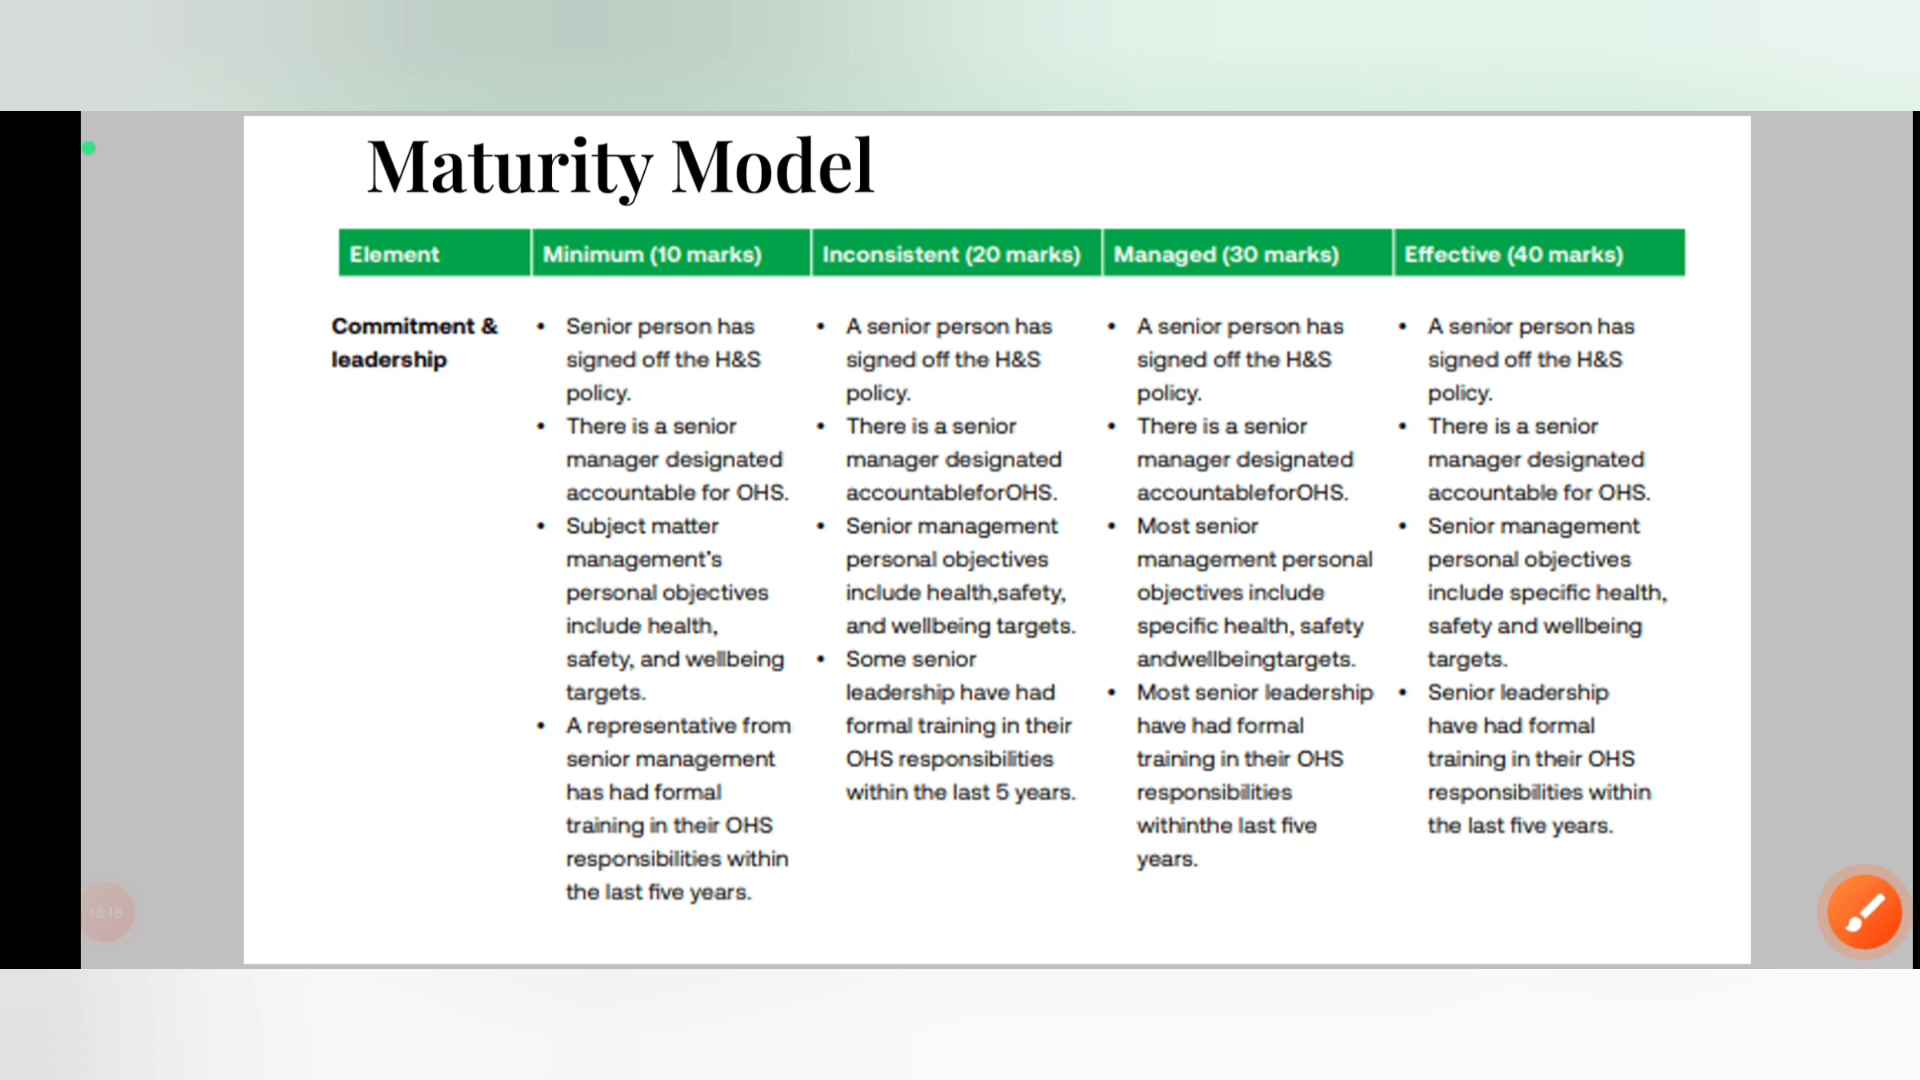 Maturity Model
Element
Minimum (10 marks)
Inconsistent (20 marks)
Managed (30 marks)
Effective (40 marks)
Commitment &
leadership
• Senior person has
signed off the H&S
policy.
• There is a senior
manager designated
accountable for OHS.
• Subject matter
management's
personal objectives
include health,
safety, and wellbeing
targets.
• A representative from
senior management
has had formal
training in their OHS
responsibilities within
the last five years.
• A senior person has
signed off the H&S
policy.
• There is a senior
manager designated
accountableforOHS.
• Senior management
personal objectives
include health,safety,
and wellbeing targets.
• Some senior
leadership have had
formal training in their
OHS responsibilities
within the last 5 years.
• A senior person has
signed off the H&S
policy.
• There is a senior
manager designated
accountableforOHS.
• Most senior
management personal
objectives include
specific health, safety
andwellbeingtargets.
• Most senior leadership
have had formal
training in their OHS
responsibilities
withinthe last five
years.
• A senior person has
signed off the H&S
policy.
• There is a senior
manager designated
accountable for OHS.
• Senior management
personal objectives
include specific health,
safety and wellbeing
targets.
• Senior leadership
have had formal
training in their OHS
responsibilities within
the last five years.
15:18